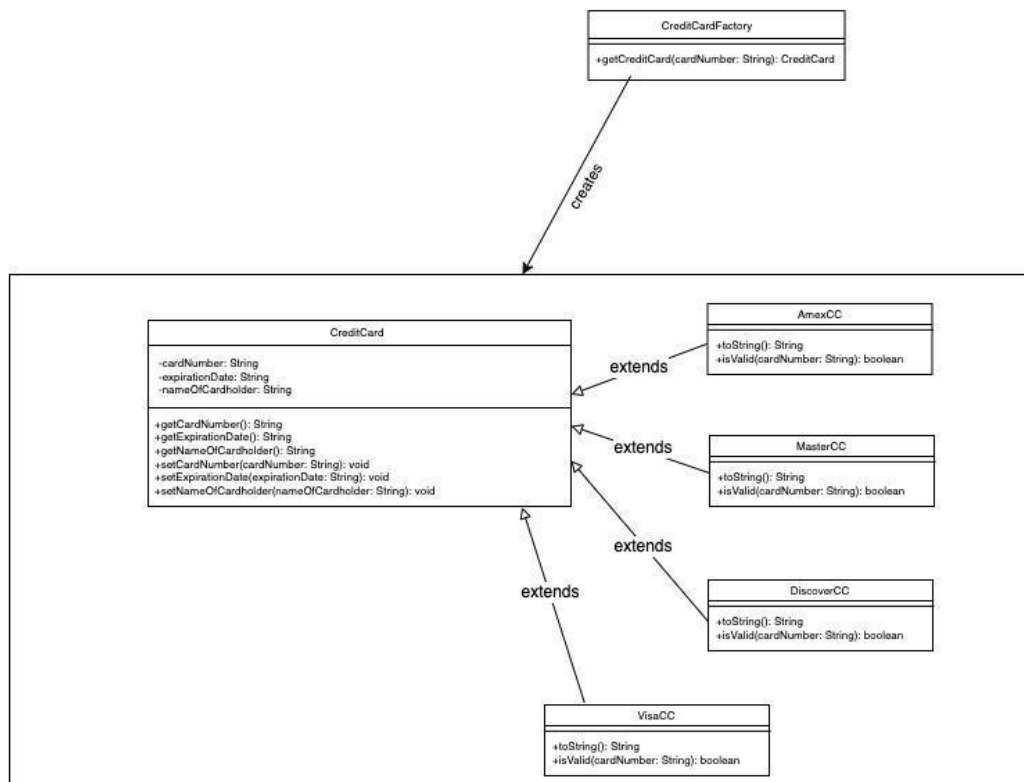 CreditCardFactory
+getCreditCard(cardNumber: String): CreditCard
creates
CreditCard
-cardNumber: String
-expirationDate: String
-nameOfCardholder: String
+getCardNumber(): String
+getExpirationDate(): String
+getNameOfCardholder(): String
+setCardNumber(cardNumber: String): void
+setExpirationDate(expirationDate: String): void
+setNameOfCardholder(nameOfCardholder: String): void
extends
AmexCC
+toString(): String
+isValid(cardNumber: String): boolean
extends
MasterCC
+toString(): String
+isValid(cardNumber: String): boolean
extends
DiscoverCC
+toString(): String
+isValid(cardNumber: String): boolean
extends
VisaCC
+toString(): String
+isValid(cardNumber: String): boolean